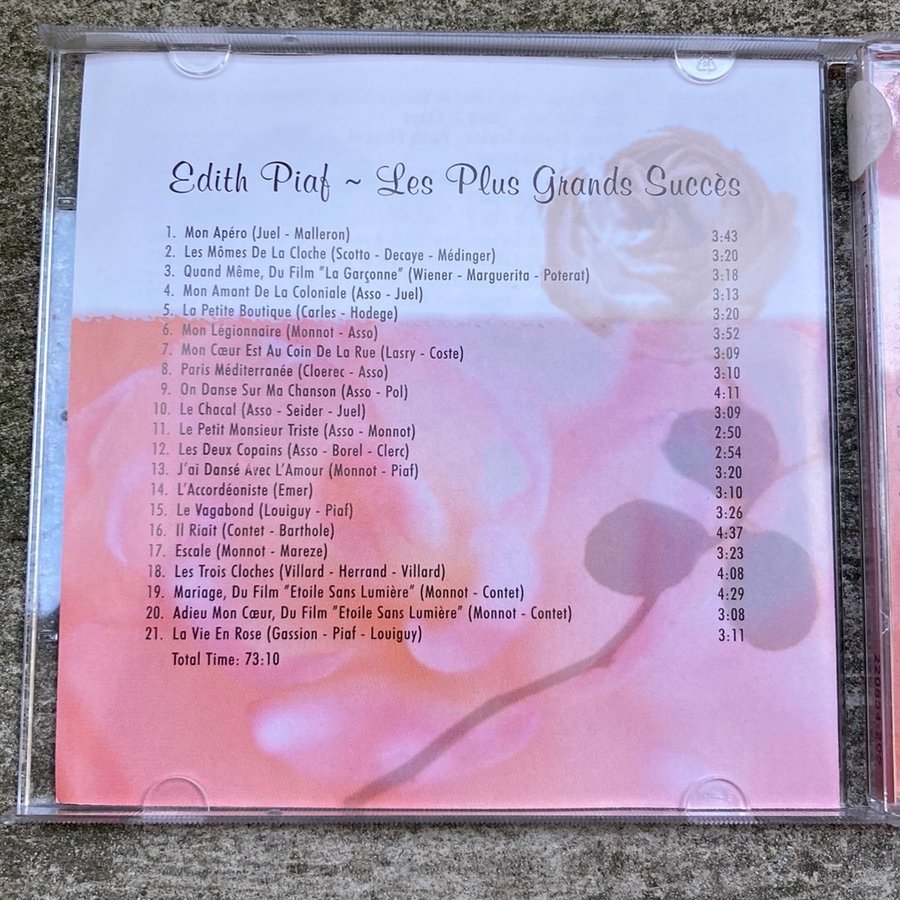 Edith Piaf ~ Les Plus Grands Succès
1. Mon Apéro (Juel - Malleron) 3:43
2. Les Mômes De La Cloche (Scotto - Decaye - Médinger) 3:20
3. Quand Même, Du Film "La Garçonne" (Wiener - Marguerita - Poterat) 3:18
4. Mon Amant De La Coloniale (Asso - Juel) 3:13
5. La Petite Boutique (Carles - Hodege) 3:20
6. Mon Légionnaire (Monnot - Asso) 3:52
7. Mon Cœur Est Au Coin De La Rue (Lasry - Coste) 3:09
8. Paris Méditerranée (Cloerec - Asso) 3:10
9. On Danse Sur Ma Chanson (Asso - Pol) 4:11
10. Le Chacal (Asso - Seider - Juel) 3:09
11. Le Petit Monsieur Triste (Asso - Monnot) 2:50
12. Les Deux Copains (Asso - Borel - Clerc) 2:54
13. J'ai Dansé Avec L'Amour (Monnot - Piaf) 3:20
14. L'Accordéoniste (Emer) 3:10
15. Le Vagabond (Louiguy - Piaf) 3:26
16. Il Riait (Contet - Barthole) 4:37
17. Escale (Monnot - Mareze) 3:23
18. Les Trois Cloches (Villard - Herrand - Villard) 4:08
19. Mariage, Du Film "Etoile Sans Lumière" (Monnot - Contet) 4:29
20. Adieu Mon Cœur, Du Film "Etoile Sans Lumière" (Monnot - Contet) 3:08
21. La Vie En Rose (Gassion - Piaf - Louiguy) 3:11
Total Time: 73:10